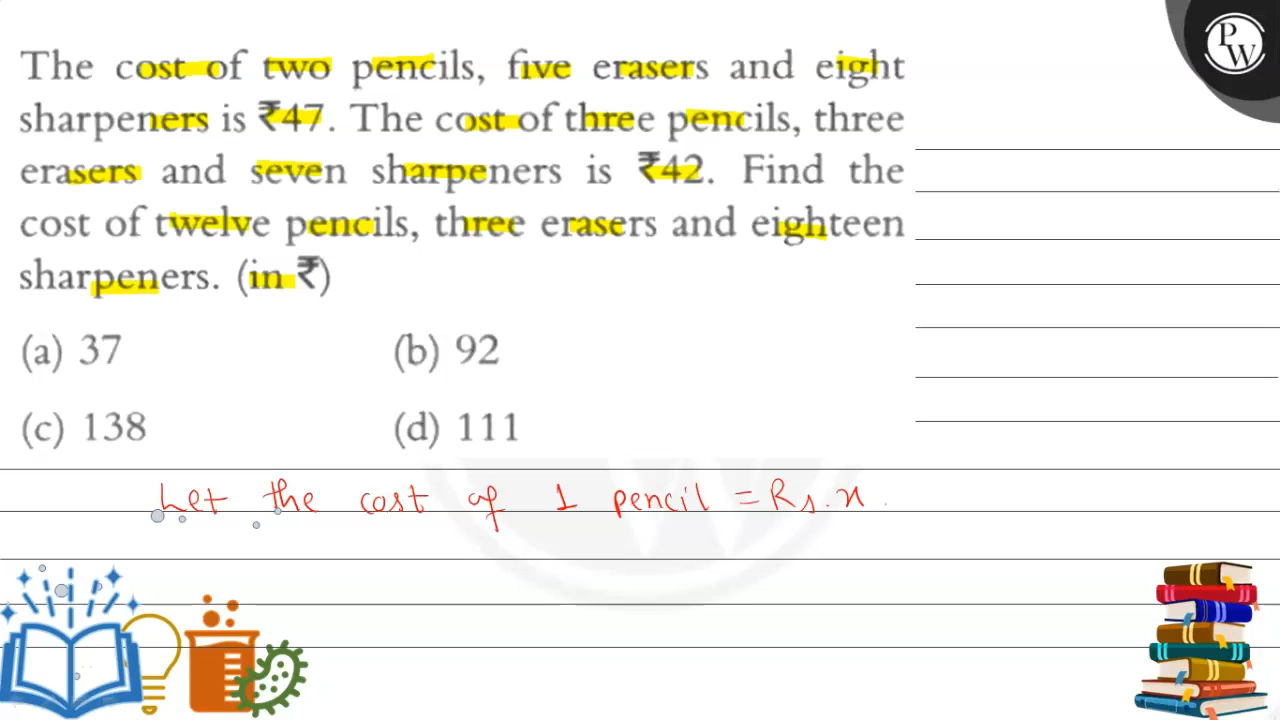 PW
The cost of two pencils, five erasers and eight
sharpeners is ₹47. The cost of three pencils, three
erasers and seven sharpeners is ₹42. Find the
cost of twelve pencils, three erasers and eighteen
sharpeners. (in ₹)
(a) 37 (b) 92
(c) 138 (d) 111
Let the cost of 1 pencil = Rs. x